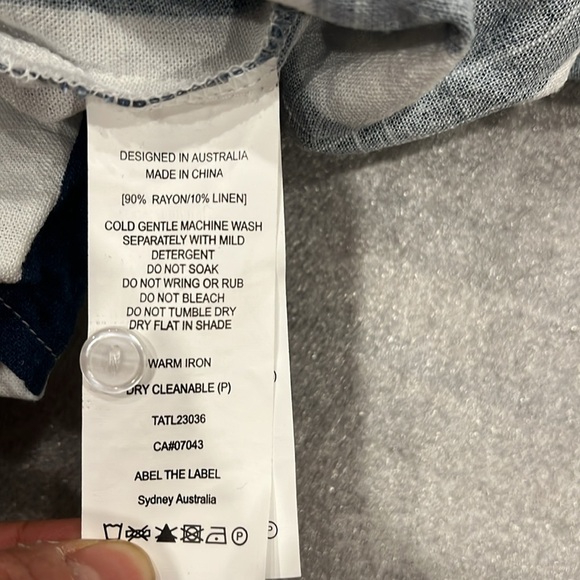 DESIGNED IN AUSTRALIA
MADE IN CHINA
[90% RAYON/10% LINEN]
COLD GENTLE MACHINE WASH
SEPARATELY WITH MILD
DETERGENT
DO NOT SOAK
DO NOT WRING OR RUB
DO NOT BLEACH
DO NOT TUMBLE DRY
DRY FLAT IN SHADE
WARM IRON
DRY CLEANABLE (P)
TATL23036
CA#07043
ABEL THE LABEL
Sydney Australia
P P